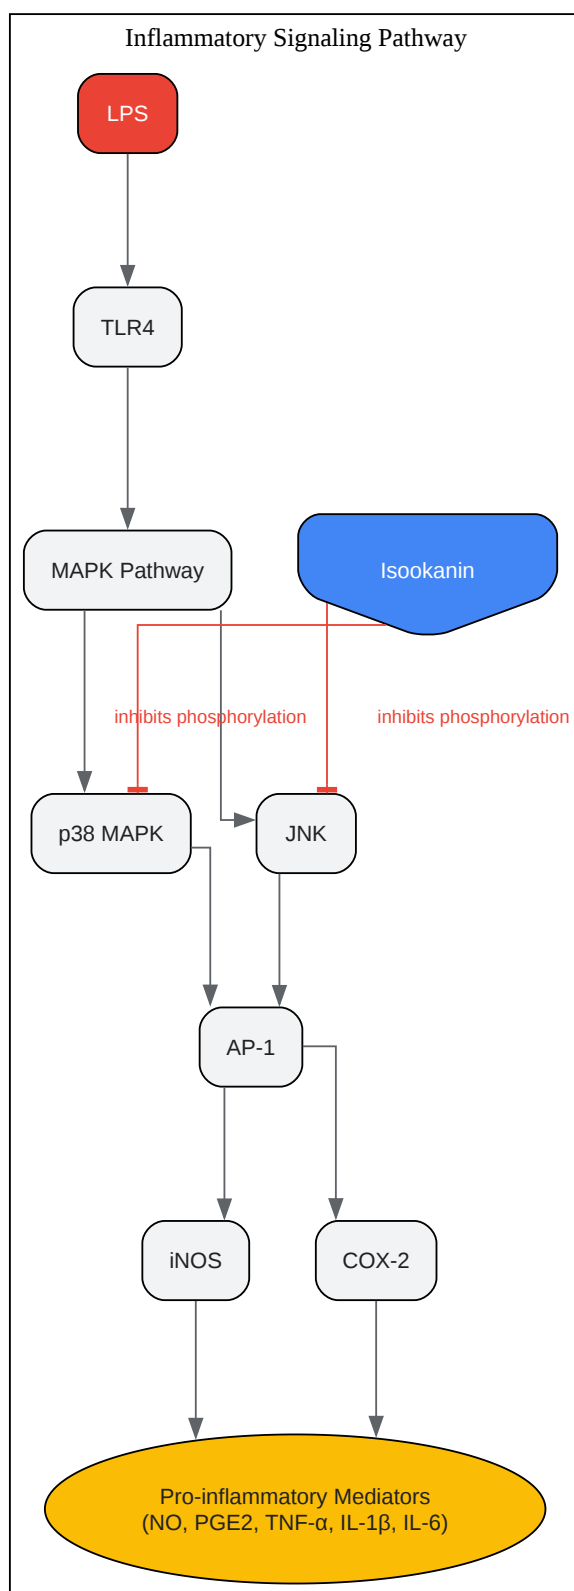 Inflammatory Signaling Pathway
LPS
TLR4
MAPK Pathway
Isookanin
inhibits phosphorylation
inhibits phosphorylation
p38 MAPK
JNK
AP-1
iNOS
COX-2
Pro-inflammatory Mediators
(NO, PGE2, TNF-α, IL-1β, IL-6)